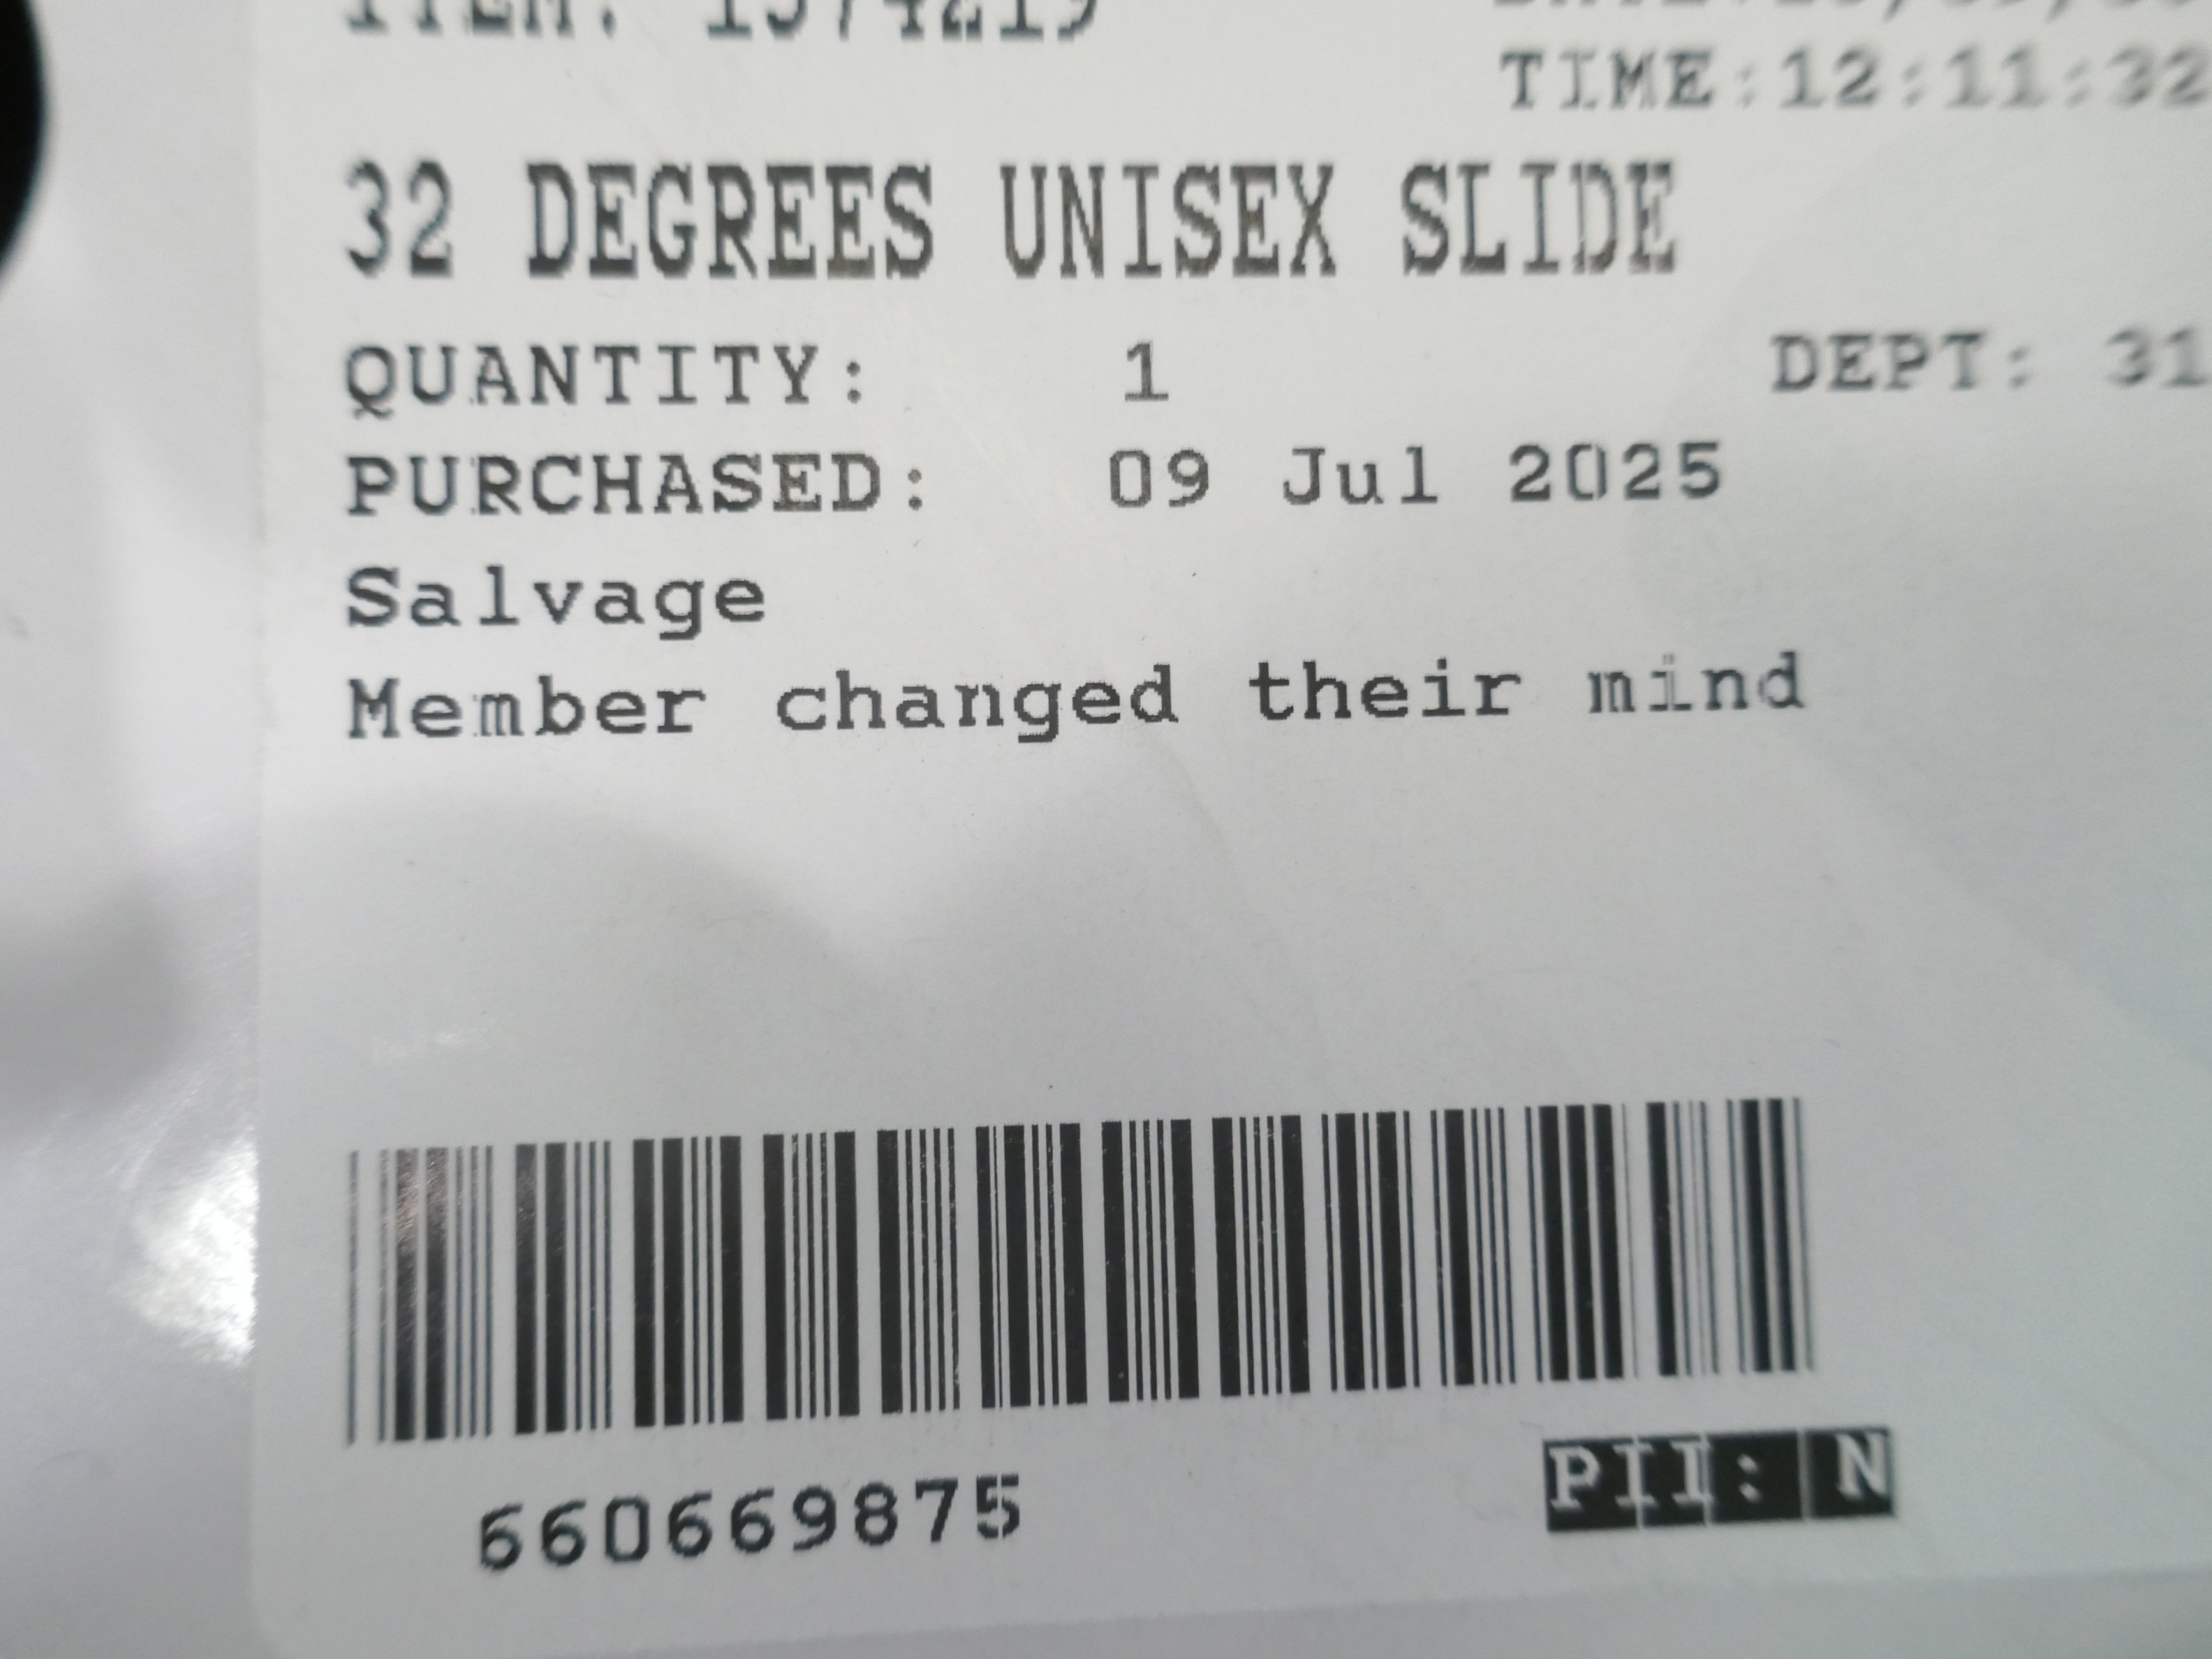 ITEM:
TIME:12:11:32
32 DEGREES UNISEX SLIDE
QUANTITY: 1 DEPT: 31
PURCHASED: 09 Jul 2025
Salvage
Member changed their mind
660669875
PII: N